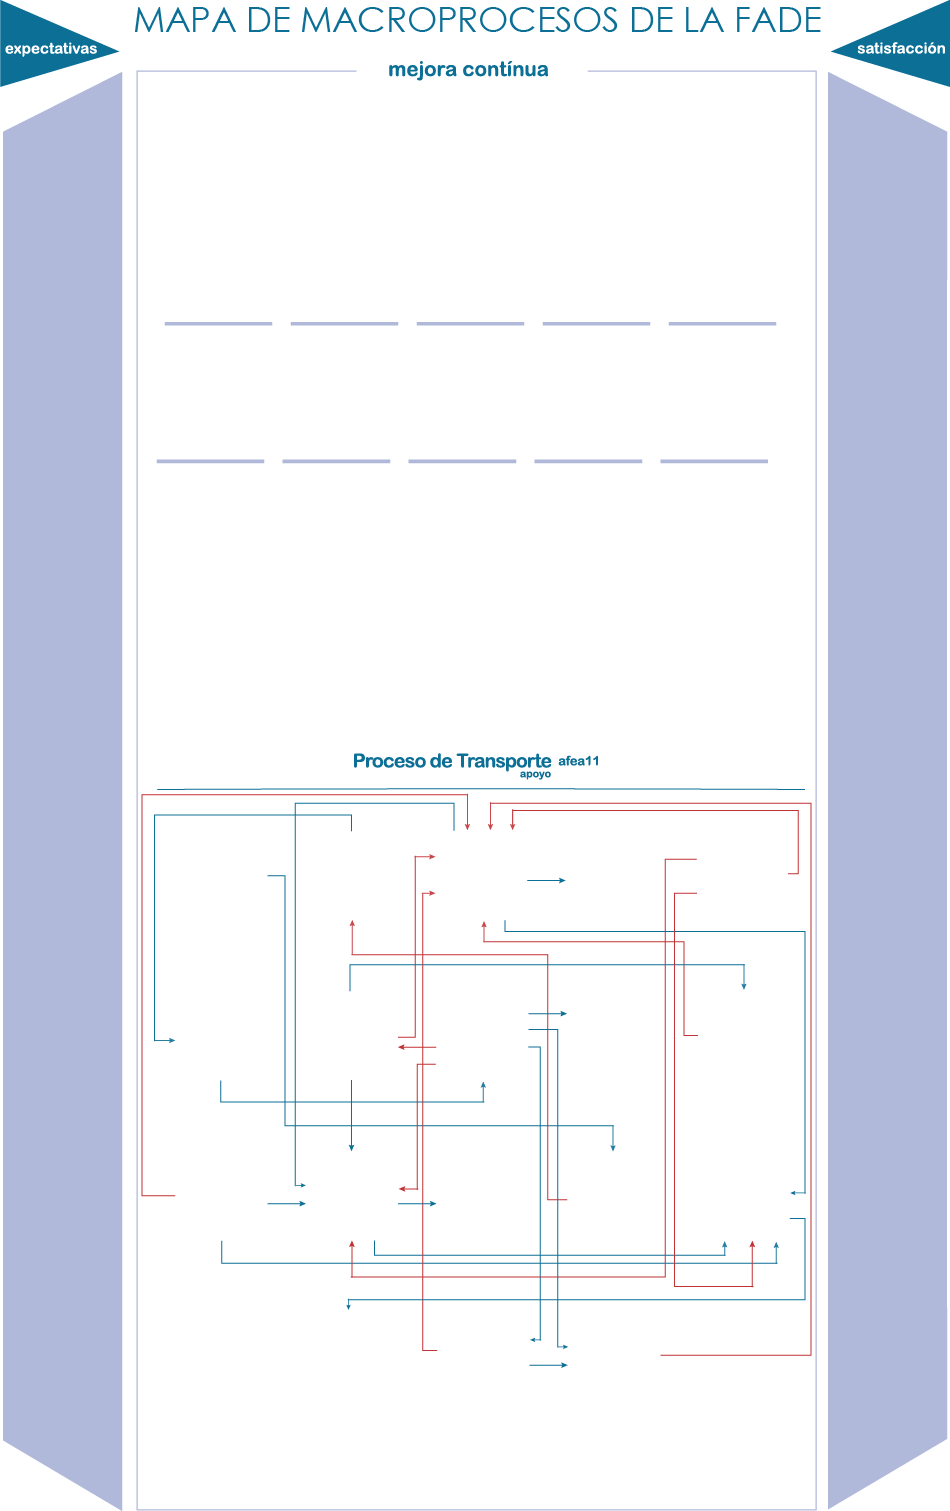 MAPA DE MACROPROCESOS DE LA FADE
expectativas
satisfacción
mejora contínua
Proceso de Transporte afea11
apoyo